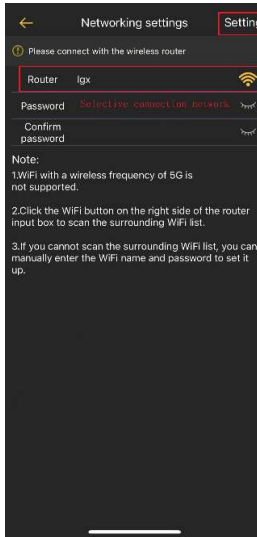 Networking settings
Setting
Please connect with the wireless router
Router lgx
Password Selective connection network
Confirm
password
Note:
1.WiFi with a wireless frequency of 5G is
not supported.
2.Click the WiFi button on the right side of the router
input box to scan the surrounding WiFi list.
3.If you cannot scan the surrounding WiFi list, you can
manually enter the WiFi name and password to set it
up.